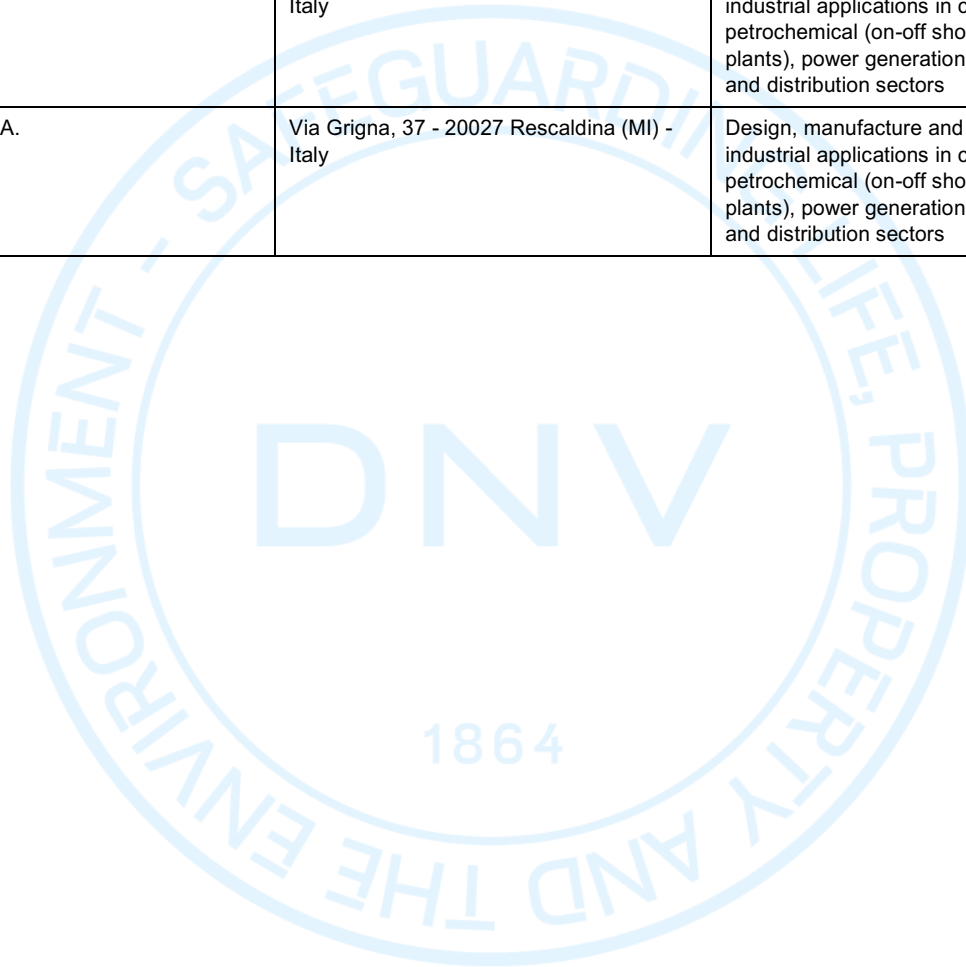 Italy
industrial applications in
petrochemical (on-off sho
plants), power generation
and distribution sectors
A.
Via Grigna, 37 - 20027 Rescaldina (MI) -
Italy
Design, manufacture and
industrial applications in
petrochemical (on-off sho
plants), power generation
and distribution sectors
SAFEGUARDING LIFE, PROPERTY AND THE ENVIRONMENT -
DNV
1864